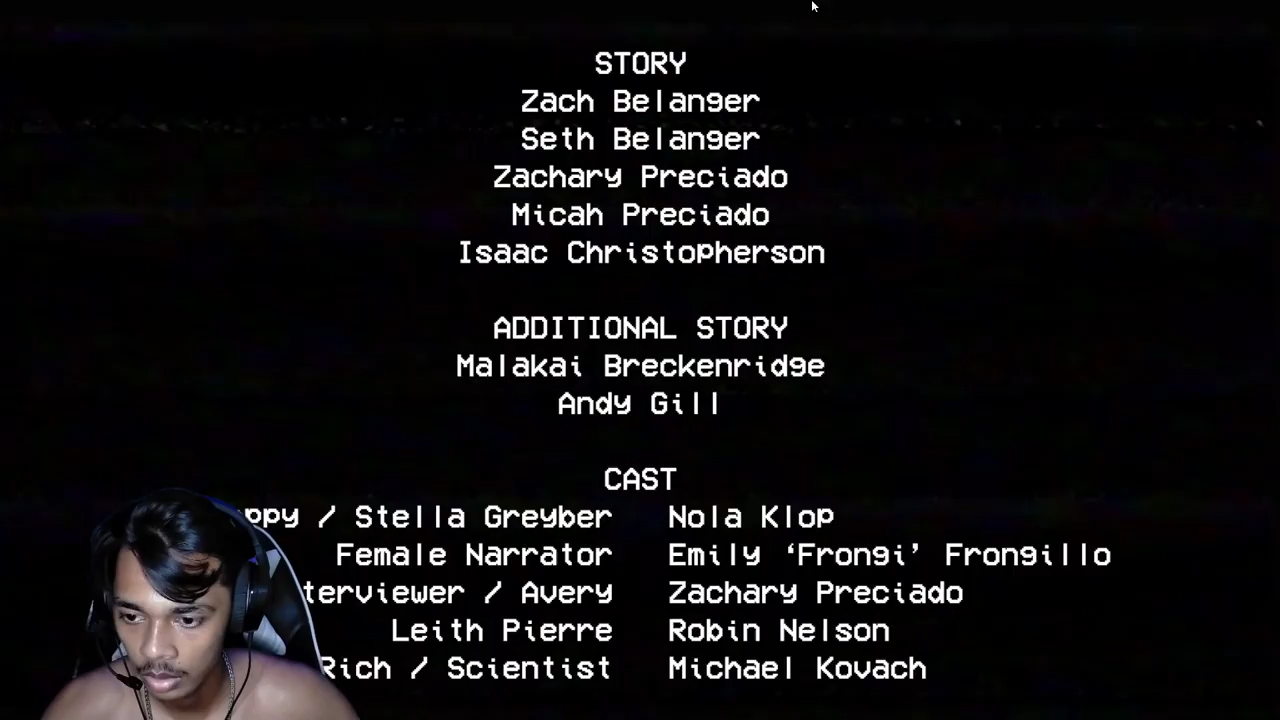 STORY
Zach Belanger
Seth Belanger
Zachary Preciado
Micah Preciado
Isaac Christopherson
ADDITIONAL STORY
Malakai Breckenridge
Andy Gill
CAST
/ Stella Greyber Nola Klop
Female Narrator Emily ‘Frongi’ Frongillo
/ Avery Zachary Preciado
Leith Pierre Robin Nelson
Rich / Scientist Michael Kovach